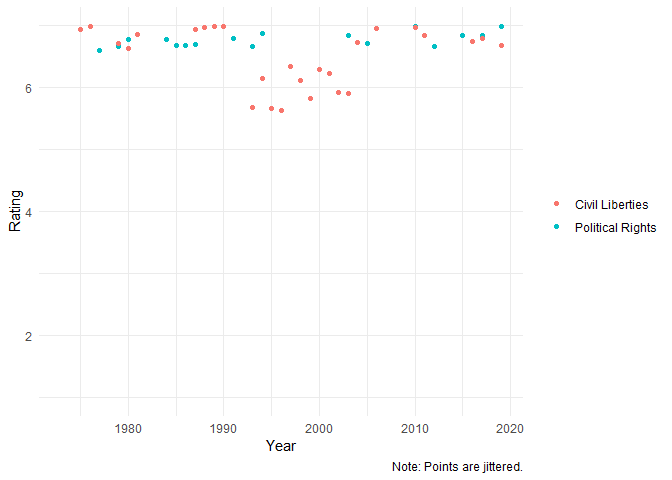 Rating
6
4
2
1980
1990
2000
2010
2020
Year
Civil Liberties
Political Rights
Note: Points are jittered.